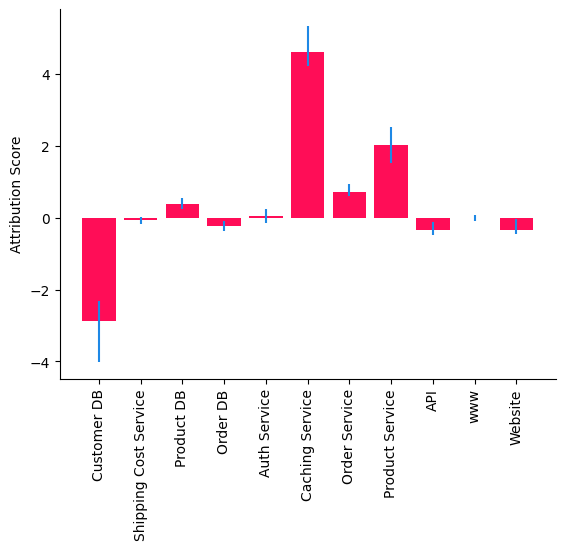 Attribution Score
4
2
0
−2
−4
Customer DB
Shipping Cost Service
Product DB
Order DB
Auth Service
Caching Service
Order Service
Product Service
API
www
Website